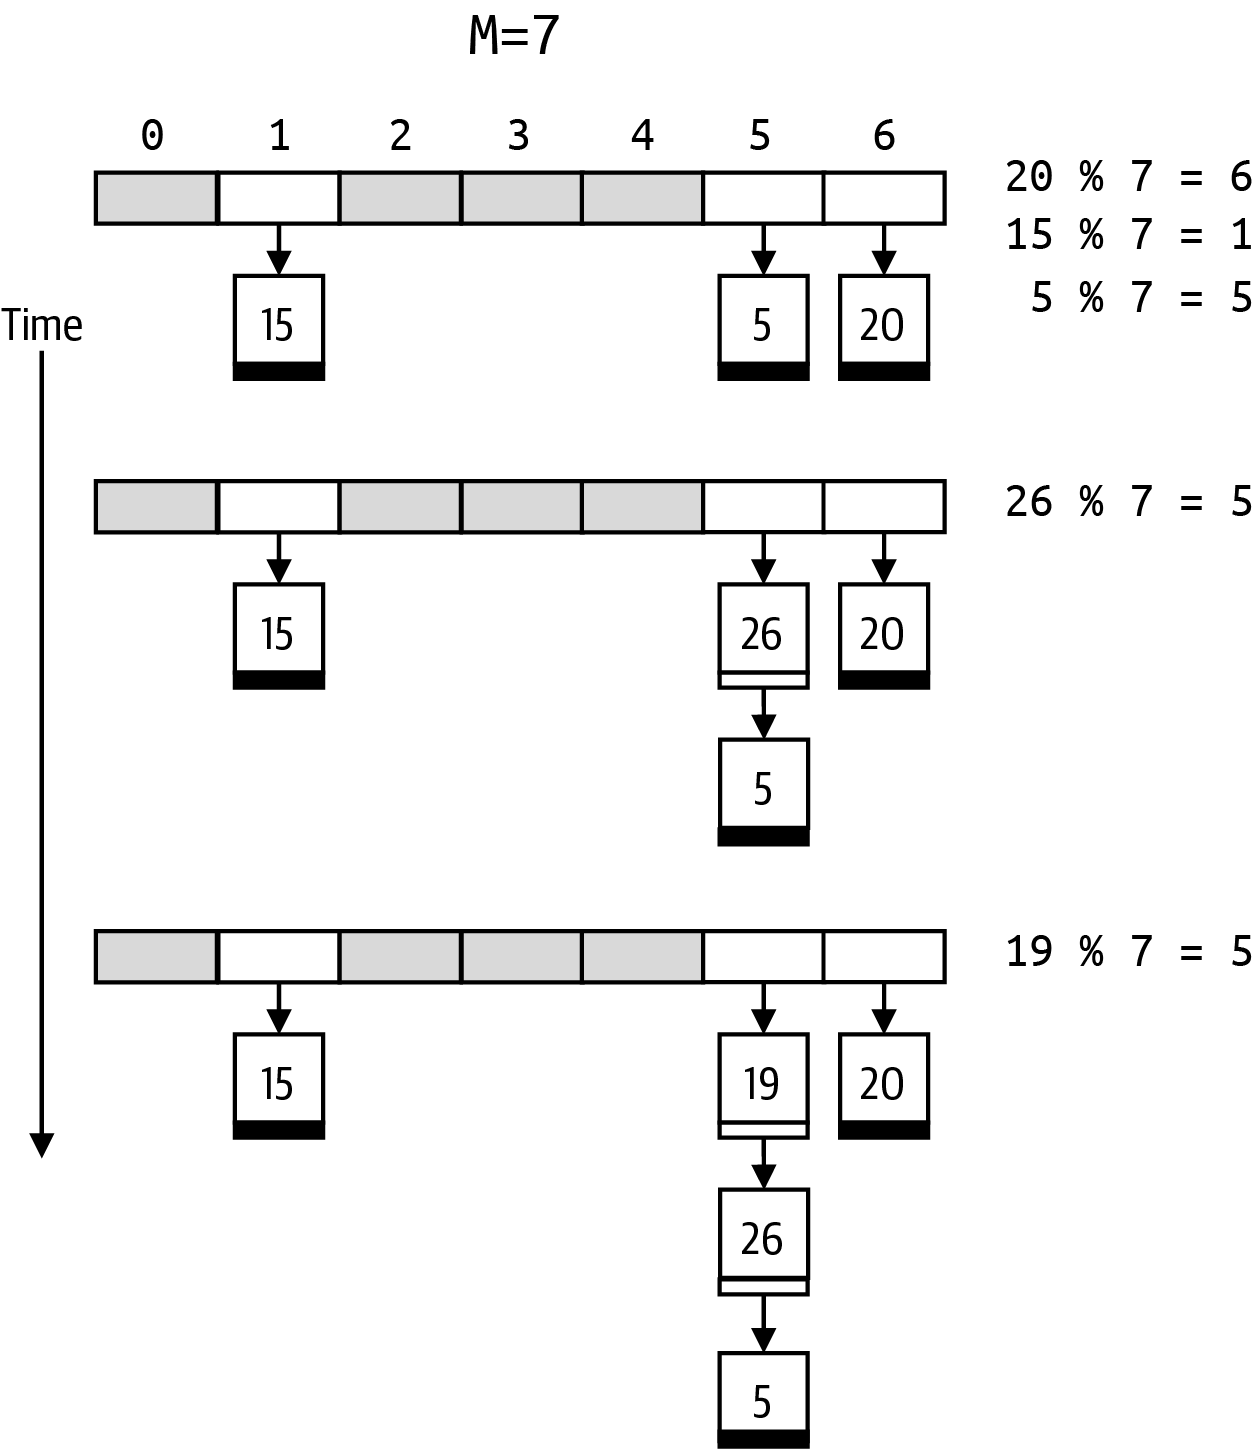 M=7
0 1 2 3 4 5 6
20 % 7 = 6
15 % 7 = 1
5 % 7 = 5
Time
15 5 20
26 % 7 = 5
15 26 20
5
19 % 7 = 5
15 19 20
26
5